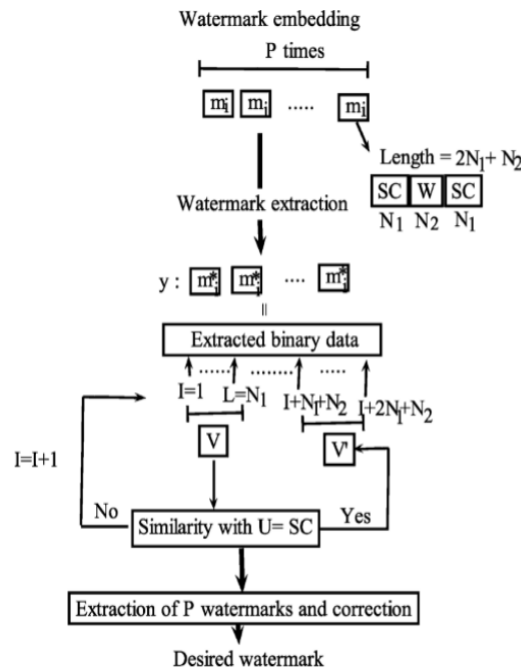 Watermark embedding
P times
mi mi ..... mi
Length = 2N1+ N2
SC W SC
N1 N2 N1
Watermark extraction
y : m*i m*i .... m*i
=
Extracted binary data
...... ........ .....
I=1 L=N1 I+N1+N2 I+2N1+N2
V V'
I=I+1
No Similarity with U= SC Yes
Extraction of P watermarks and correction
Desired watermark